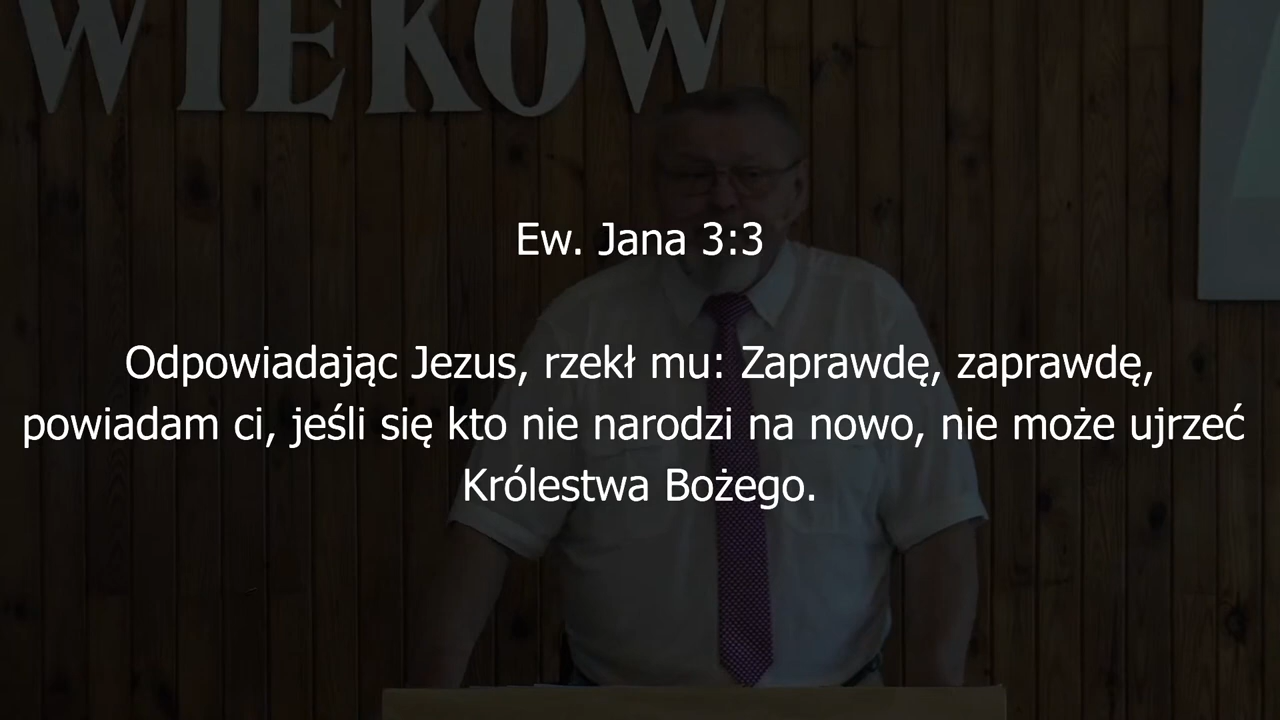 WIEKÓW
Ew. Jana 3:3
Odpowiadając Jezus, rzekł mu: Zaprawdę, zaprawdę,
powiadam ci, jeśli się kto nie narodzi na nowo, nie może ujrzeć
Królestwa Bożego.